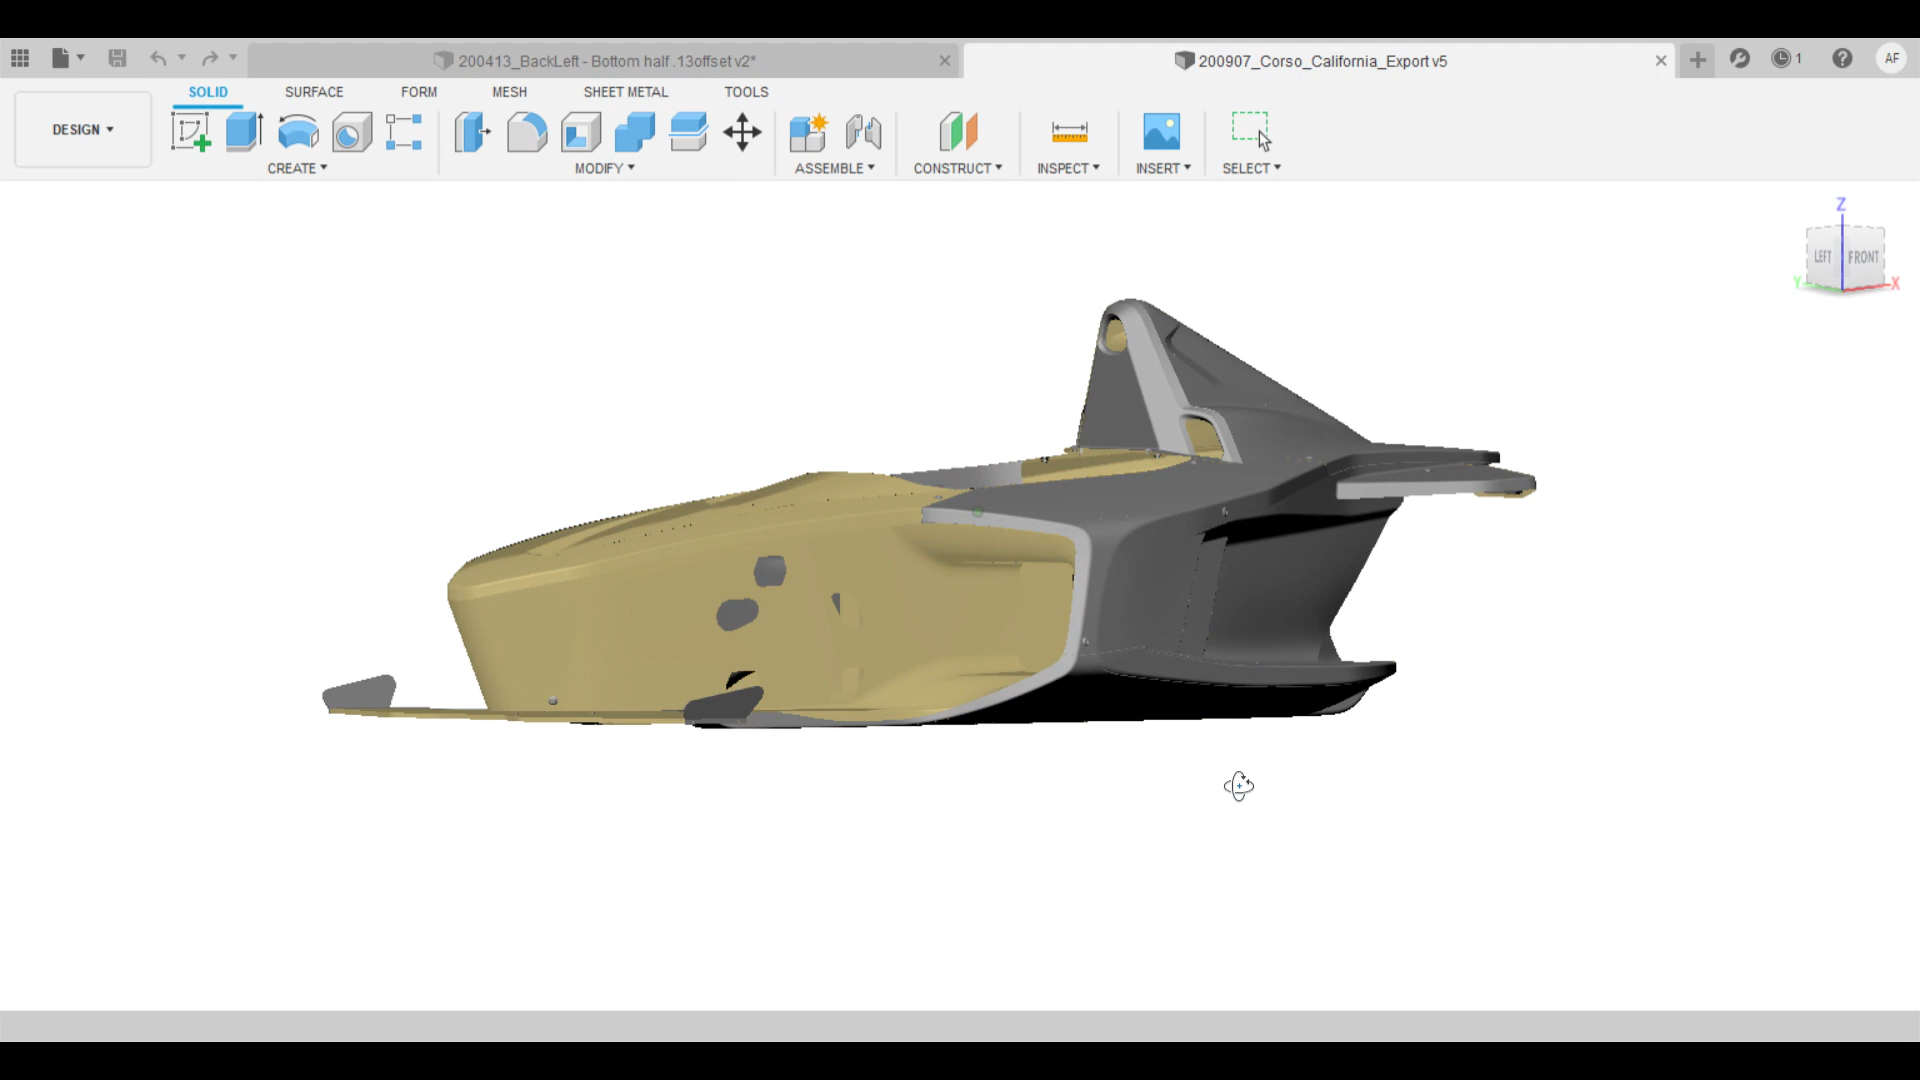 200413_BackLeft - Bottom half .13offset v2*
200907_Corso_California_Export v5
1
AF
DESIGN
SOLID
SURFACE
FORM
MESH
SHEET METAL
TOOLS
CREATE
MODIFY
ASSEMBLE
CONSTRUCT
INSPECT
INSERT
SELECT
Z
LEFT
FRONT
Y
X